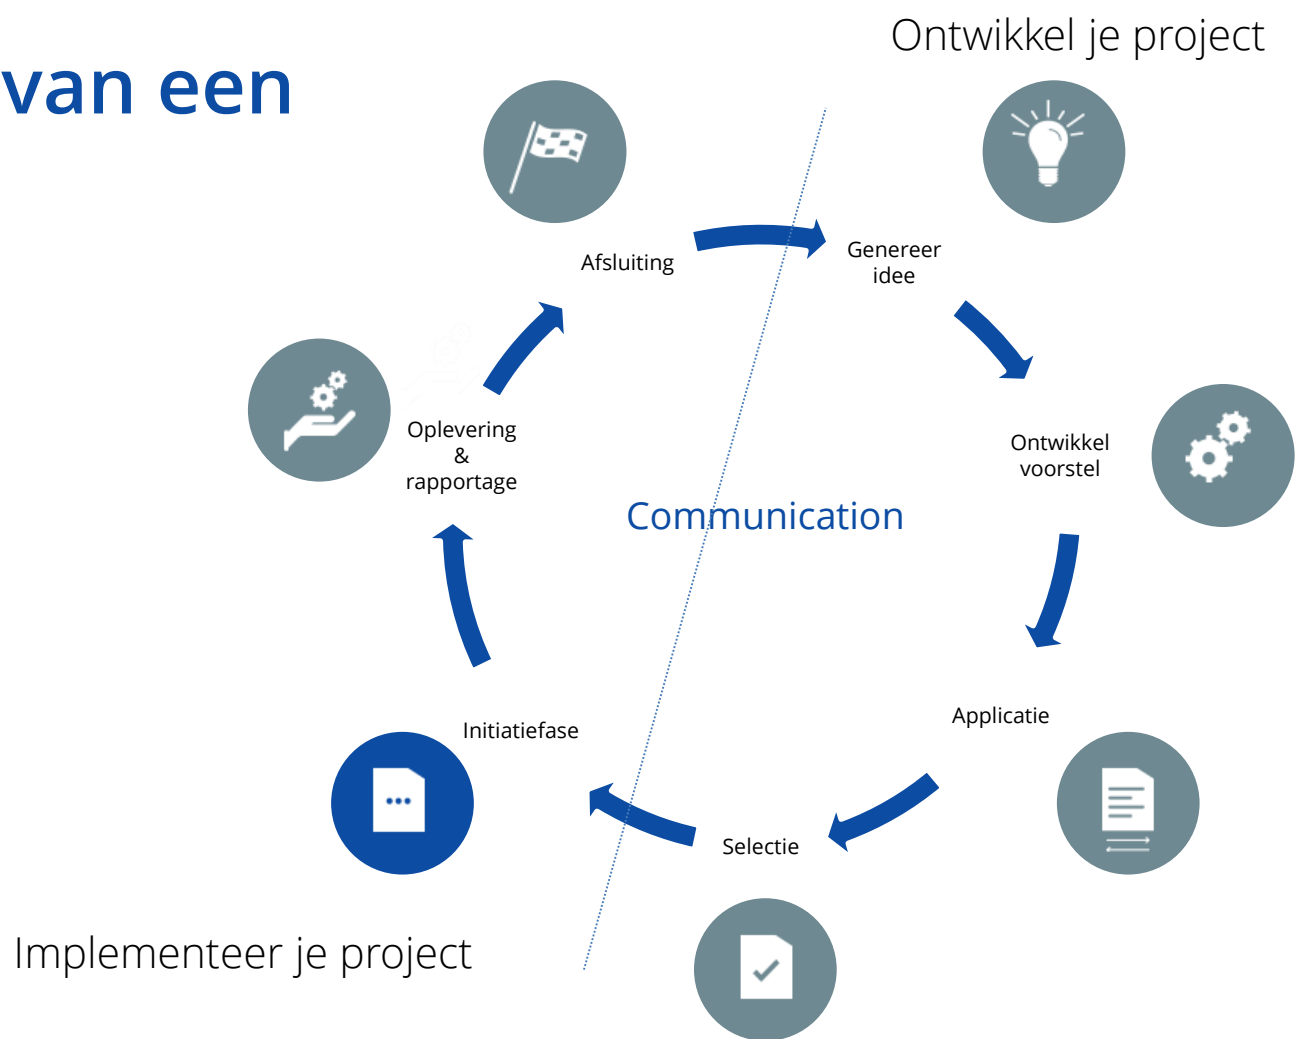 Ontwikkel je project
van een
Afsluiting
Genereer
idee
Oplevering
&
rapportage
Ontwikkel
voorstel
Communication
Initiatiefase
Applicatie
Selectie
Implementeer je project